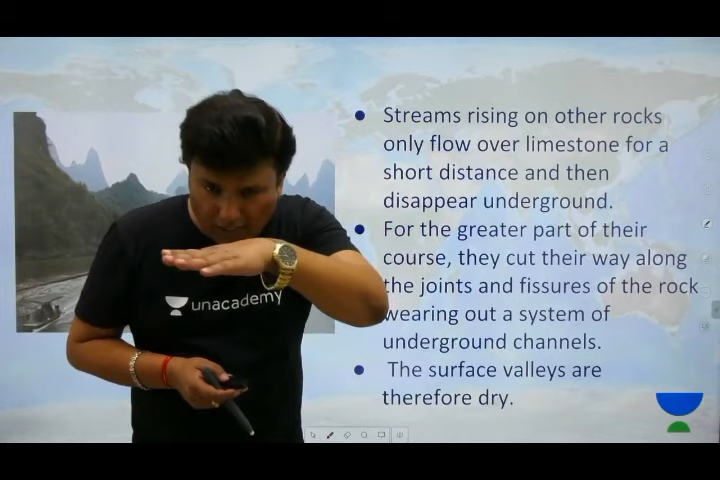 ● Streams rising on other rocks
only flow over limestone for a
short distance and then
disappear underground.
● For the greater part of their
course, they cut their way along
the joints and fissures of the rock
wearing out a system of
underground channels.
● The surface valleys are
therefore dry.
unacademy